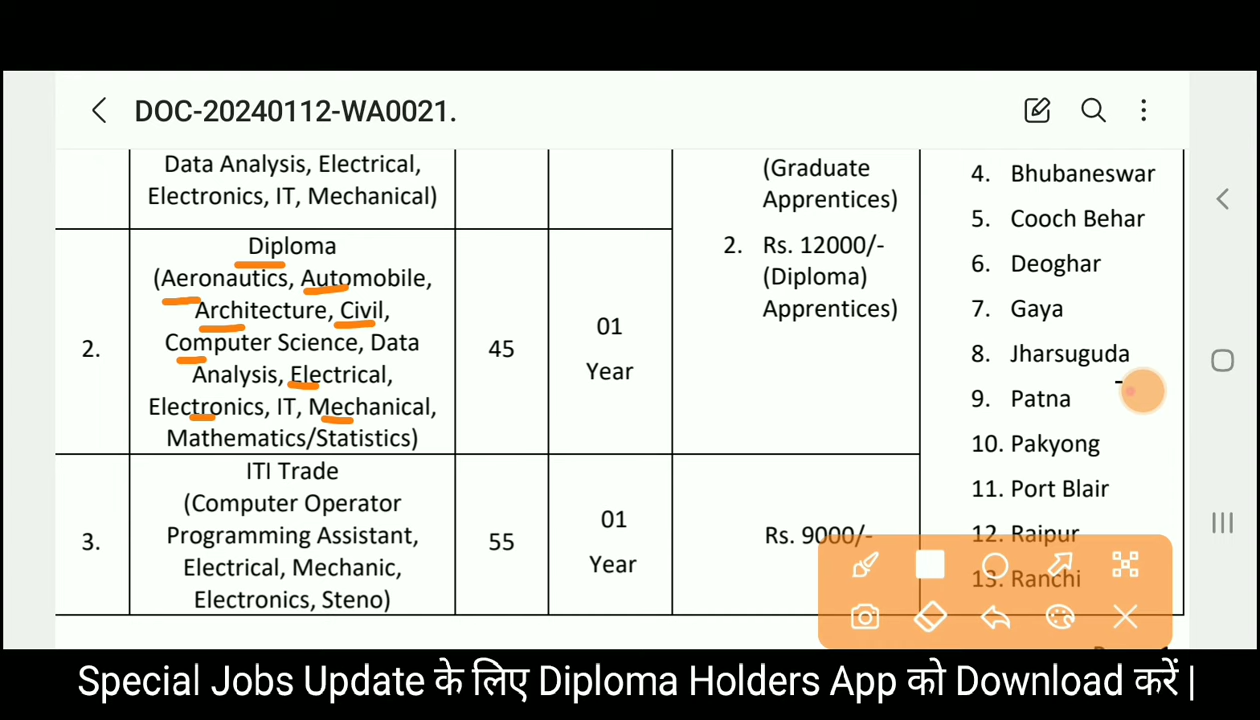 DOC-20240112-WA0021.
Data Analysis, Electrical,
Electronics, IT, Mechanical)
(Graduate
Apprentices)
2.
Diploma
(Aeronautics, Automobile,
Architecture, Civil,
Computer Science, Data
Analysis, Electrical,
Electronics, IT, Mechanical,
Mathematics/Statistics)
45
01
Year
2. Rs. 12000/-
(Diploma)
Apprentices)
3.
ITI Trade
(Computer Operator
Programming Assistant,
Electrical, Mechanic,
Electronics, Steno)
55
01
Year
Rs. 9000/-
4. Bhubaneswar
5. Cooch Behar
6. Deoghar
7. Gaya
8. Jharsuguda
9. Patna
10. Pakyong
11. Port Blair
12. Raipur
13. Ranchi
Special Jobs Update के लिए Diploma Holders App को Download करें |